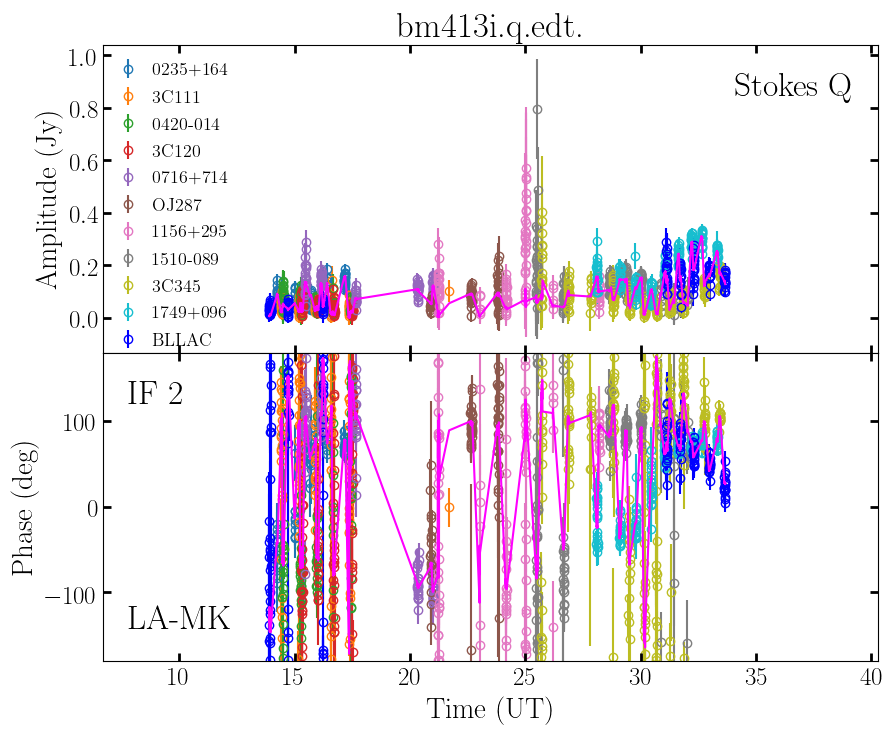 bm413i.q.edt.
Stokes Q
Amplitude (Jy)
1.0
0.8
0.6
0.4
0.2
0.0
0235+164
3C111
0420-014
3C120
0716+714
OJ287
1156+295
1510-089
3C345
1749+096
BLLAC
IF 2
LA-MK
Phase (deg)
100
0
−100
10 15 20 25 30 35 40
Time (UT)